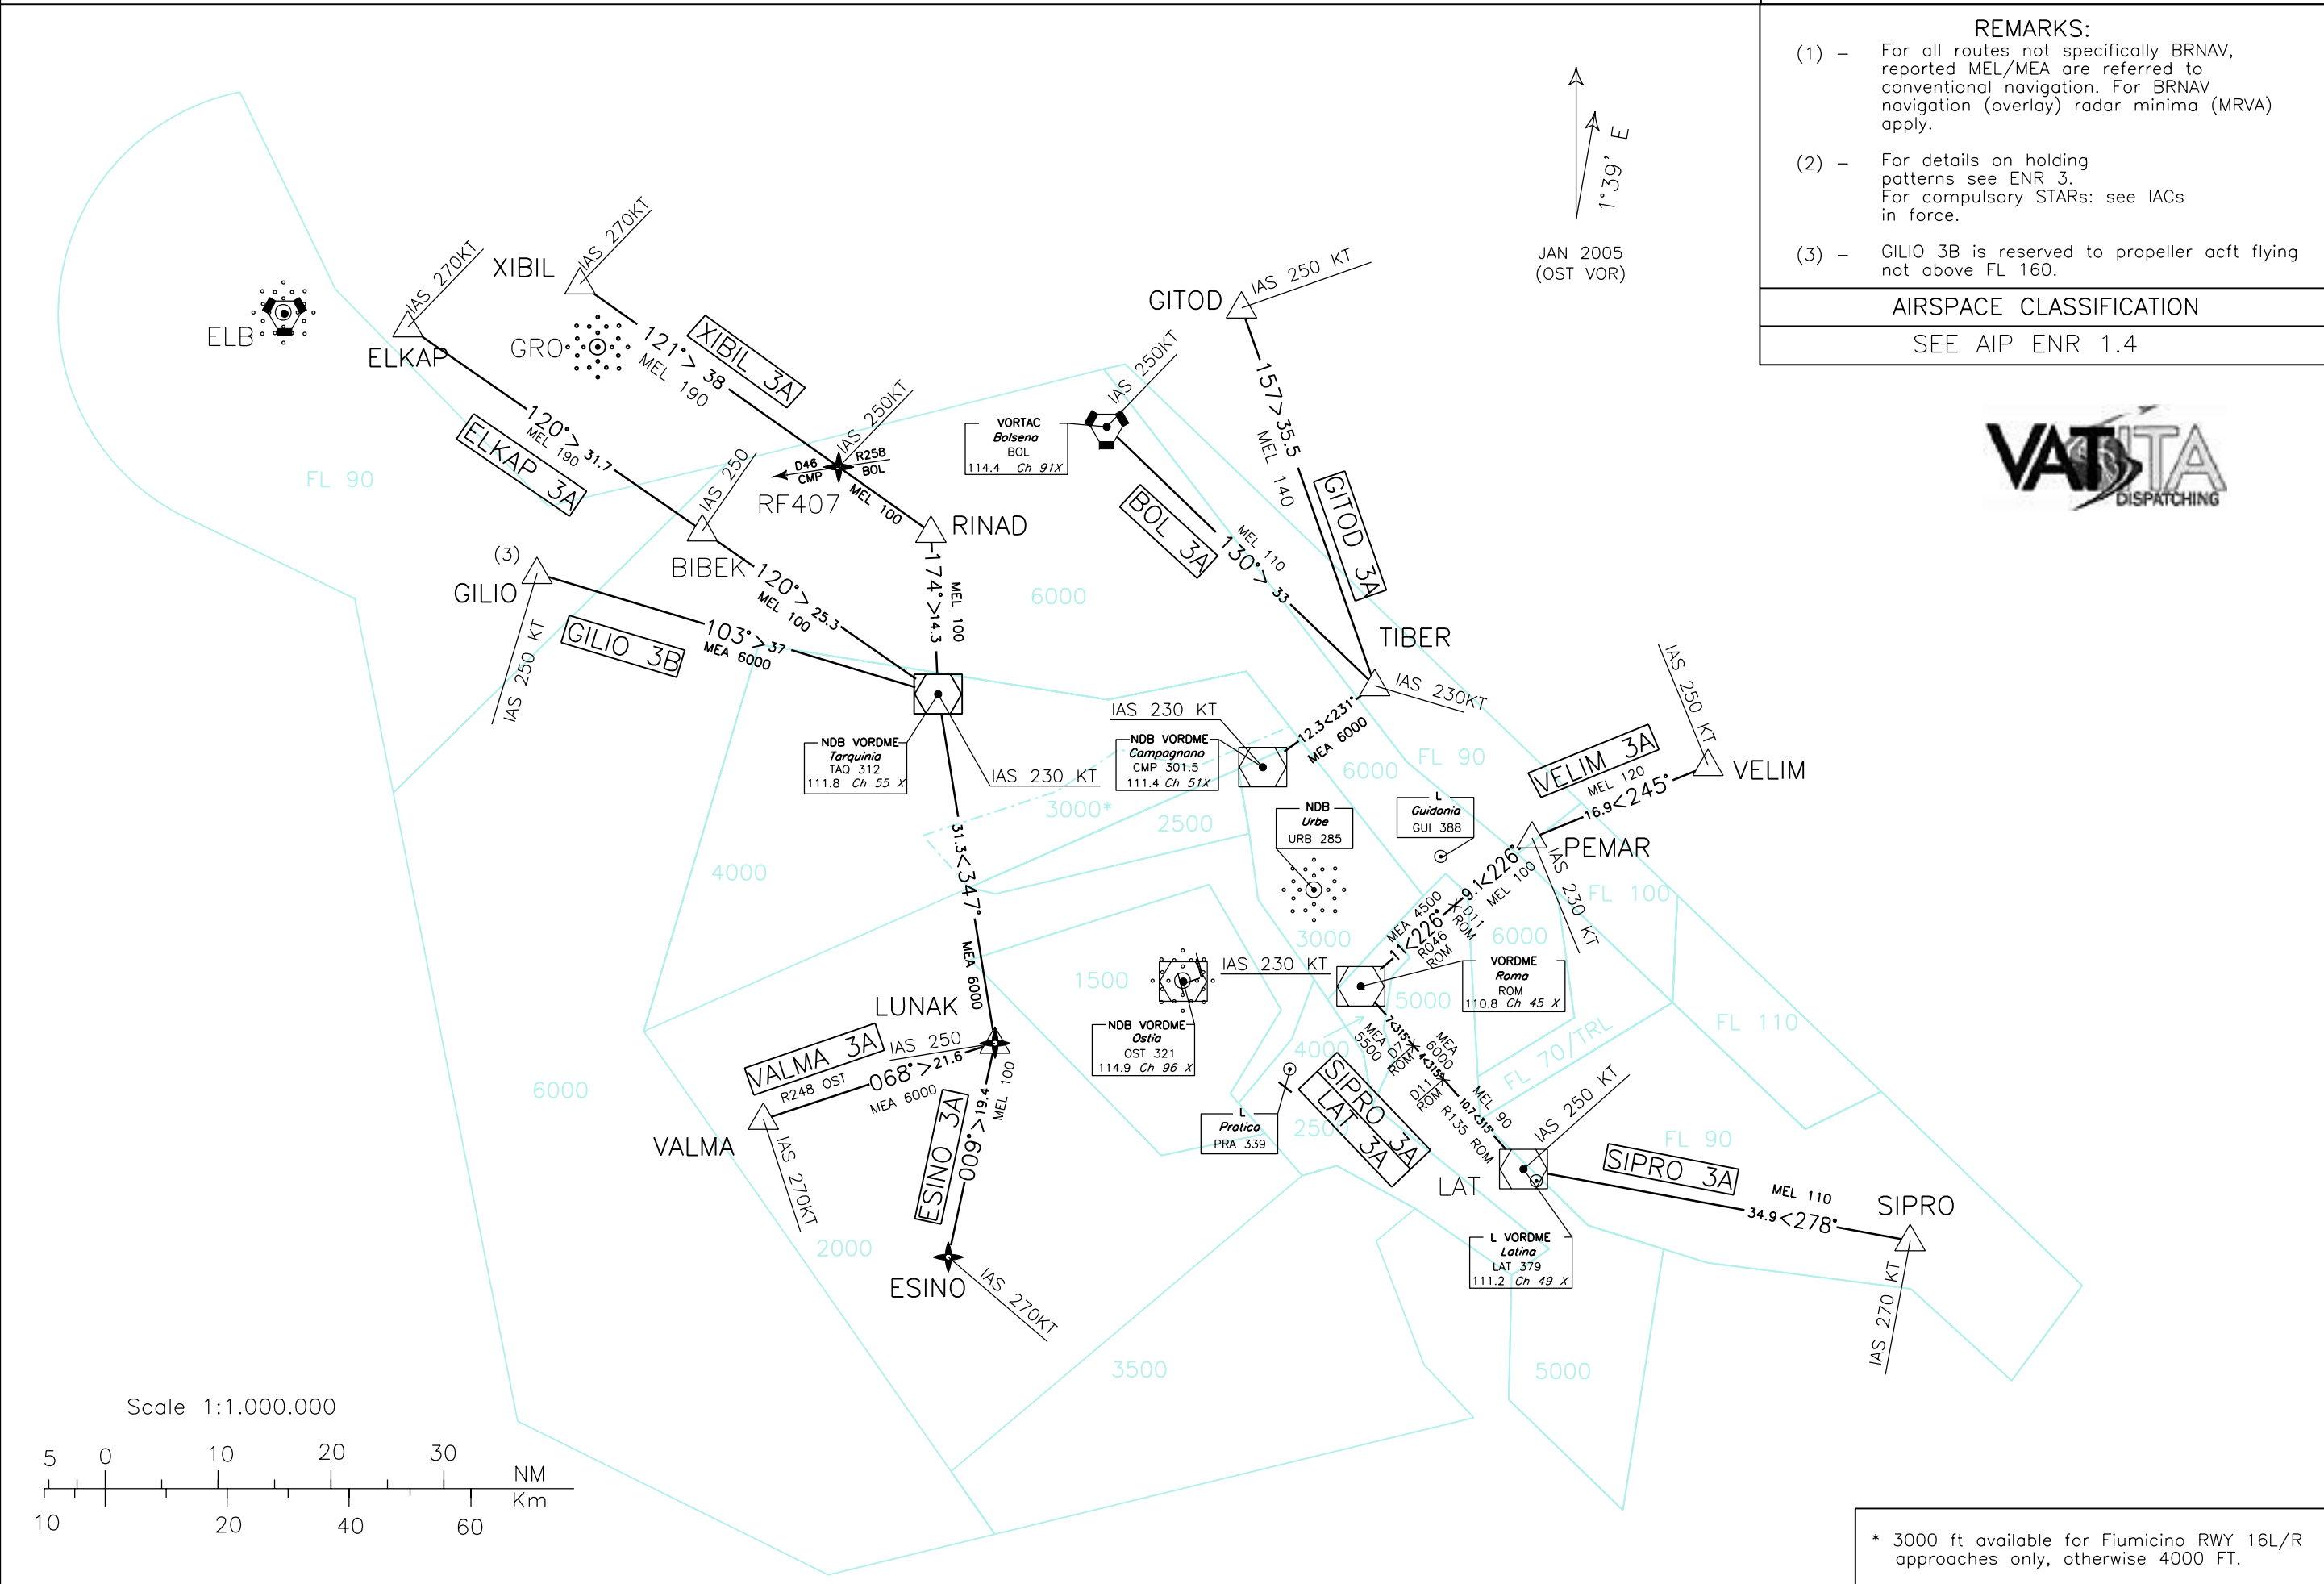 REMARKS:
(1) – For all routes not specifically BRNAV,
reported MEL/MEA are referred to
conventional navigation. For BRNAV
navigation (overlay) radar minima (MRVA)
apply.
(2) – For details on holding
patterns see ENR 3.
For compulsory STARs: see IACs
in force.
(3) – GILIO 3B is reserved to propeller acft flying
not above FL 160.
AIRSPACE CLASSIFICATION
SEE AIP ENR 1.4
VATITA
DISPATCHING
1°39' E
JAN 2005
(OST VOR)
ELB
FL 90
IAS 270KT
ELKAP
120°> 31.7
MEL 190
ELKAP 3A
XIBIL
IAS 270KT
GRO
121°> 38
MEL 190
XIBIL 3A
IAS 250KT
D46
CMP
R258
BOL
RF407
MEL 100
RINAD
174°>14.3
MEL 100
IAS 250
BIBEK
120°> 25.3
MEL 100
(3)
GILIO
IAS 250 KT
GILIO 3B
103°> 37
MEA 6000
NDB VORDME
Tarquinia
TAQ 312
111.8 Ch 55 X
IAS 230 KT
GITOD
IAS 250 KT
157>35.5
MEL 140
GITOD 3A
VORTAC
Bolsena
BOL
114.4 Ch 91X
IAS 250KT
BOL 3A
MEL 110
130°> 33
6000
TIBER
IAS 230KT
12.3<231°
MEA 6000
IAS 230 KT
NDB VORDME
Campagnano
CMP 301.5
111.4 Ch 51X
6000
FL 90
3000*
2500
4000
NDB
Urbe
URB 285
L
Guidonia
GUI 388
IAS 250 KT
VELIM
VELIM 3A
MEL 120
16.9<245°
PEMAR
IAS 230 KT
9.1<226°
MEL 100
FL 100
MEA 4500
11<226°
R046
ROM
D11
ROM
3000
6000
IAS 230 KT
VORDME
Roma
ROM
110.8 Ch 45 X
5000
31.3<347°
MEA 6000
1500
NDB VORDME
Ostia
OST 321
114.9 Ch 96 X
LUNAK
IAS 250
VALMA 3A
R248 OST
068°>21.6
MEA 6000
VALMA
IAS 270KT
ESINO 3A
009°>19.4
MEL 100
ESINO
IAS 270KT
6000
2000
3500
4000
7<315°
MEA
5500
D7
ROM
4<315°
MEA
6000
D11
ROM
10.7<315°
MEL 90
R135 ROM
FL 70/TRL
FL 110
L
Pratica
PRA 339
2500
SIPRO 3A
LAT 3A
IAS 250 KT
LAT
L VORDME
Latina
LAT 379
111.2 Ch 49 X
FL 90
SIPRO 3A
MEL 110
34.9<278°
SIPRO
IAS 270 KT
5000
Scale 1:1.000.000
5 0 10 20 30
NM
Km
10 20 40 60
* 3000 ft available for Fiumicino RWY 16L/R
approaches only, otherwise 4000 FT.